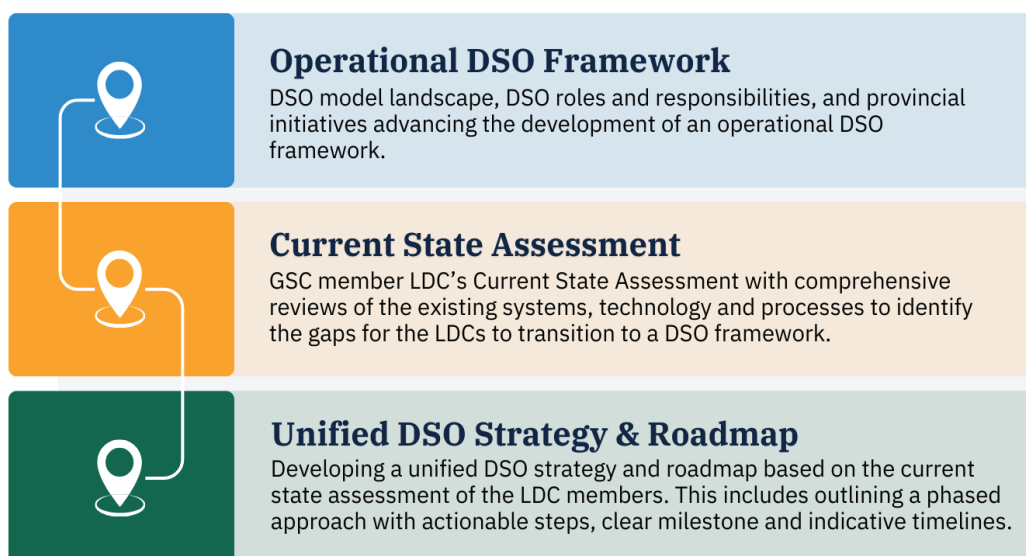 Operational DSO Framework
DSO model landscape, DSO roles and responsibilities, and provincial
initiatives advancing the development of an operational DSO
framework.
Current State Assessment
GSC member LDC’s Current State Assessment with comprehensive
reviews of the existing systems, technology and processes to identify
the gaps for the LDCs to transition to a DSO framework.
Unified DSO Strategy & Roadmap
Developing a unified DSO strategy and roadmap based on the current
state assessment of the LDC members. This includes outlining a phased
approach with actionable steps, clear milestone and indicative timelines.